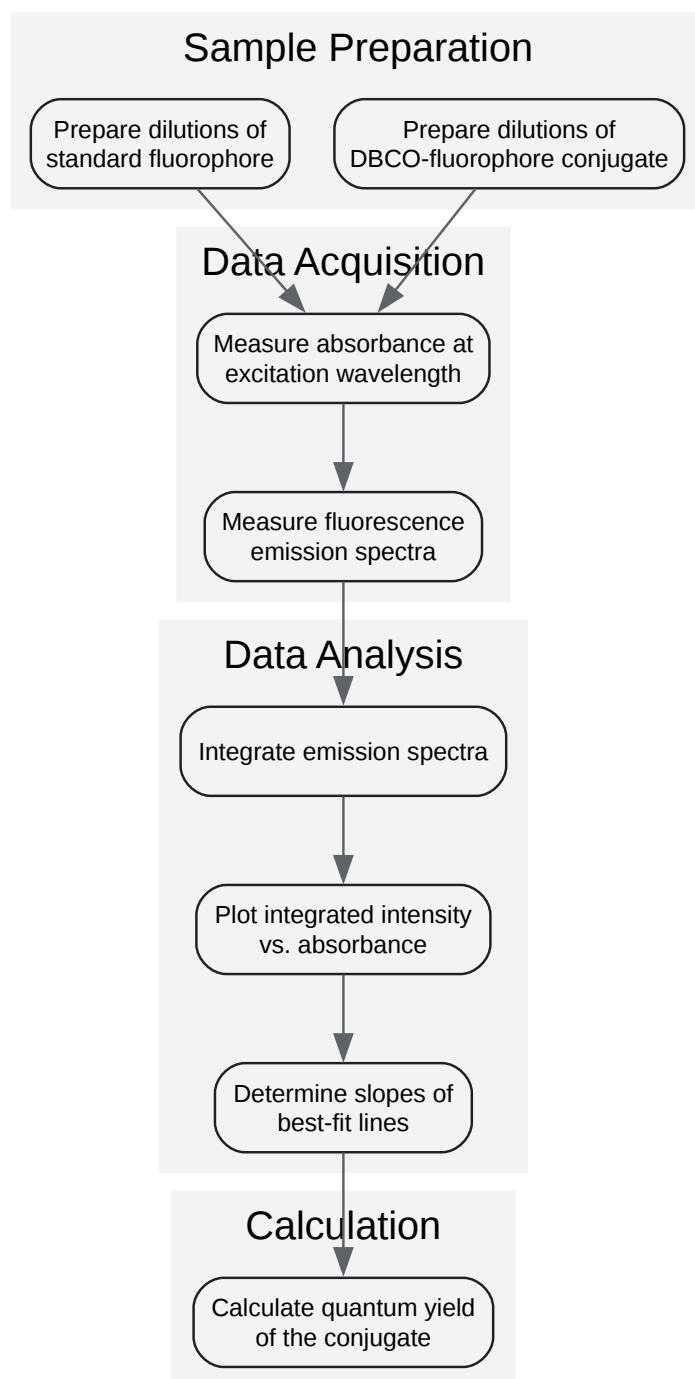 Sample Preparation
Prepare dilutions of
standard fluorophore
Prepare dilutions of
DBCO-fluorophore conjugate
Data Acquisition
Measure absorbance at
excitation wavelength
Measure fluorescence
emission spectra
Data Analysis
Integrate emission spectra
Plot integrated intensity
vs. absorbance
Determine slopes of
best-fit lines
Calculation
Calculate quantum yield
of the conjugate